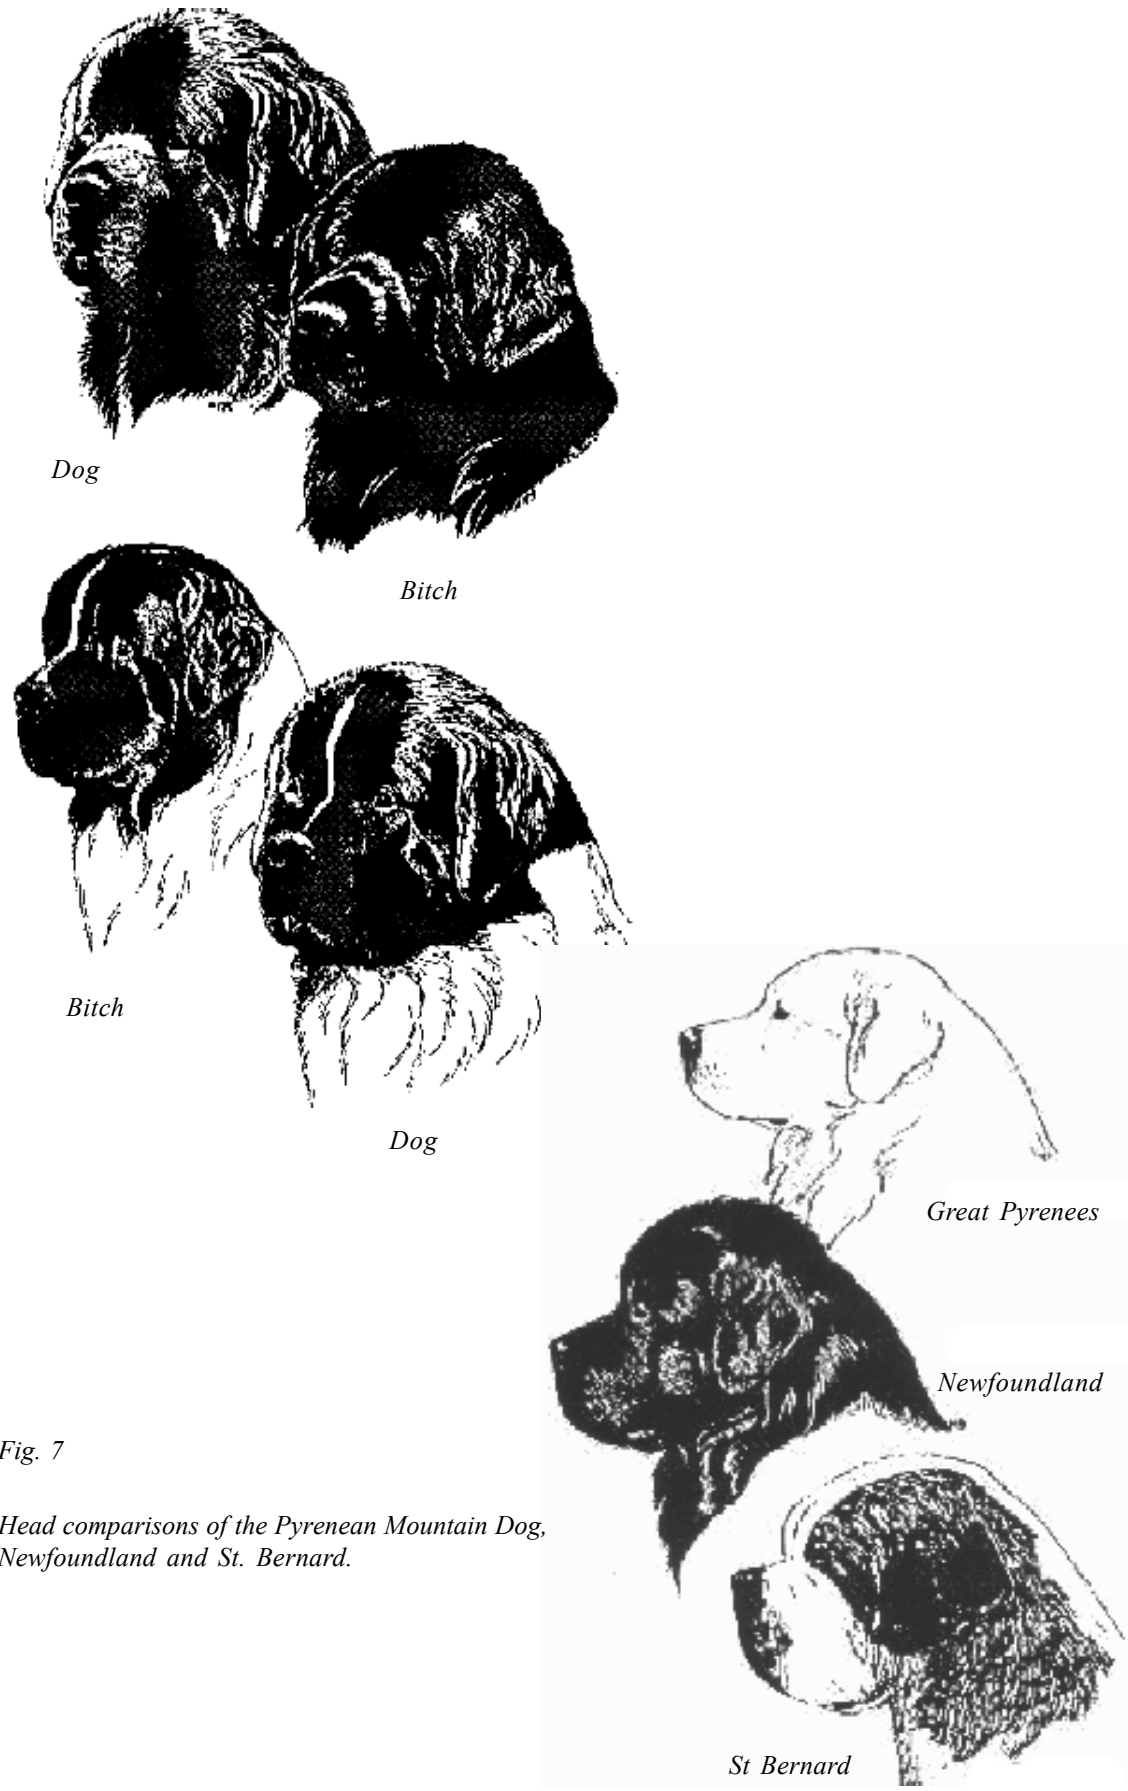 Dog
Bitch
Bitch
Dog
Great Pyrenees
Newfoundland
Fig. 7
Head comparisons of the Pyrenean Mountain Dog,
Newfoundland and St. Bernard.
St Bernard